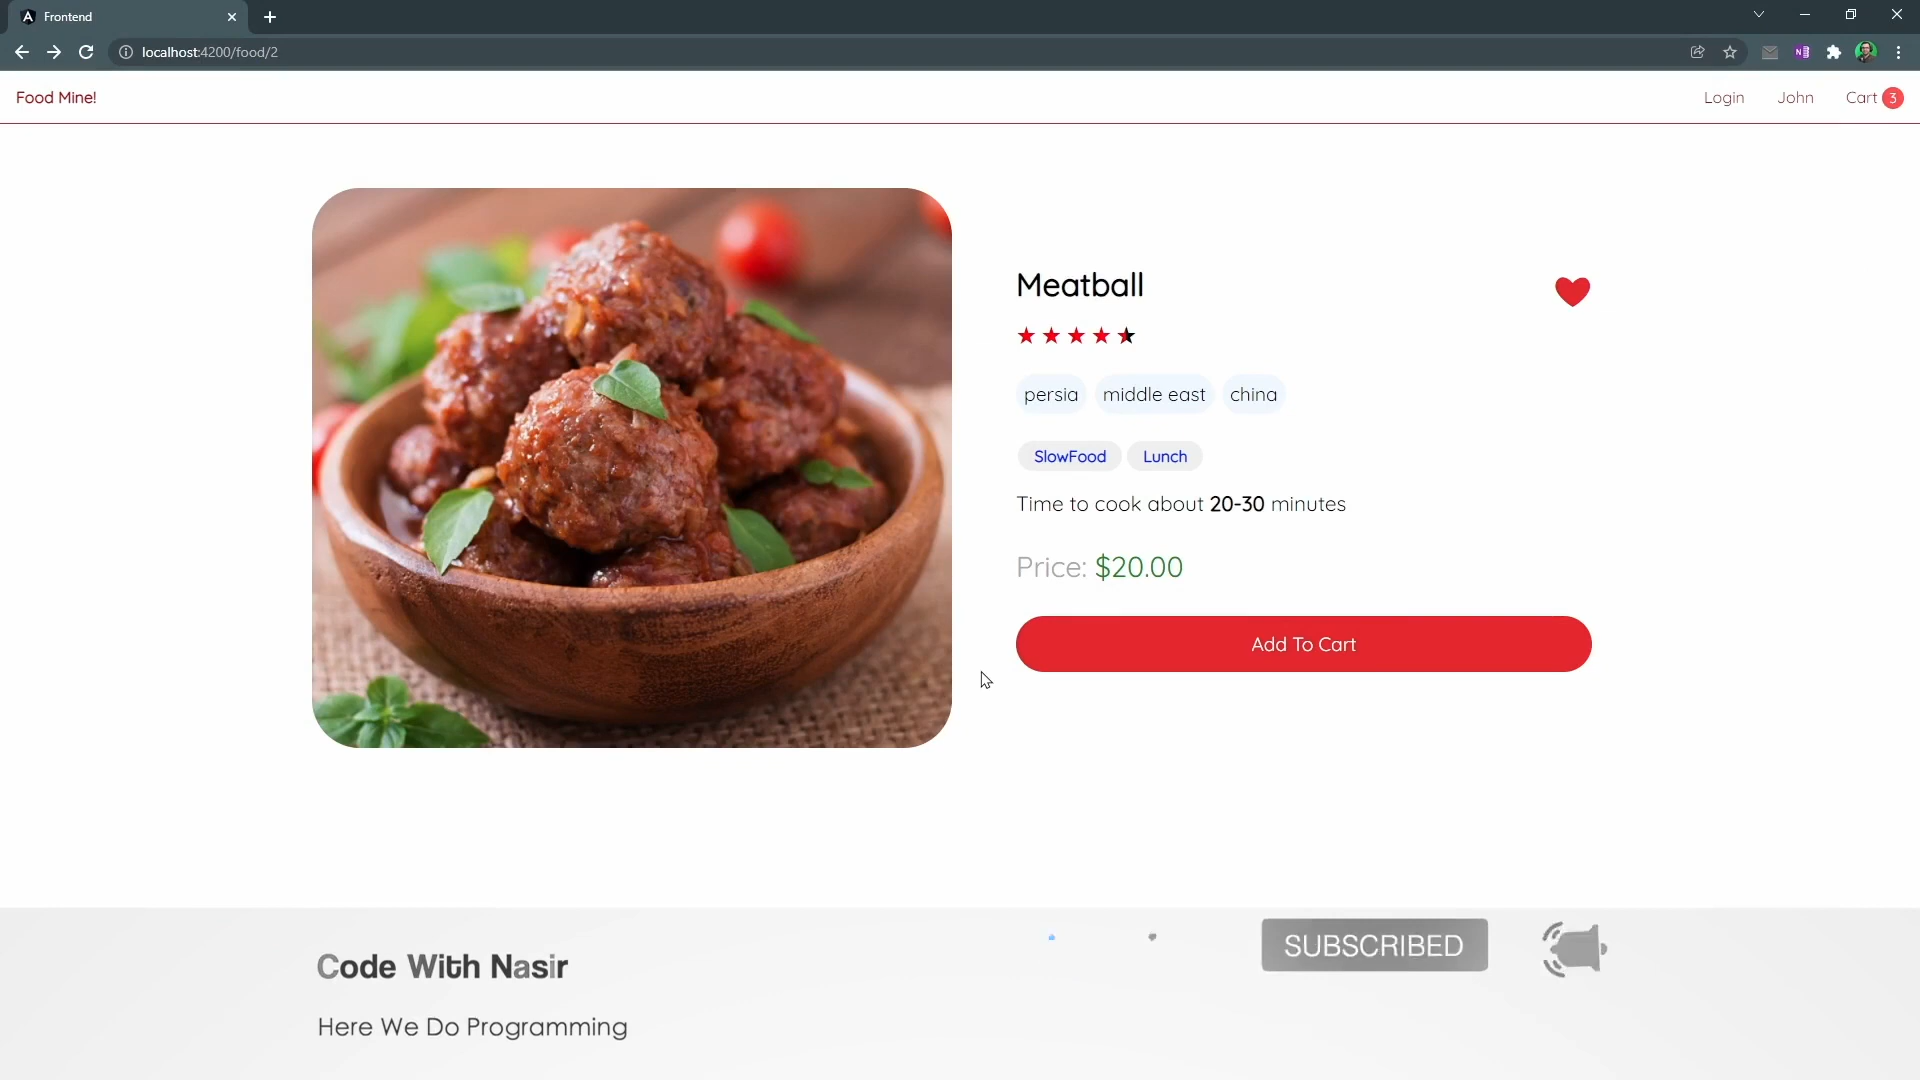 Frontend
localhost:4200/food/2
Food Mine!
Login John Cart 3
Meatball
persia middle east china
SlowFood Lunch
Time to cook about 20-30 minutes
Price: $20.00
Add To Cart
Code With Nasir
SUBSCRIBED
Here We Do Programming